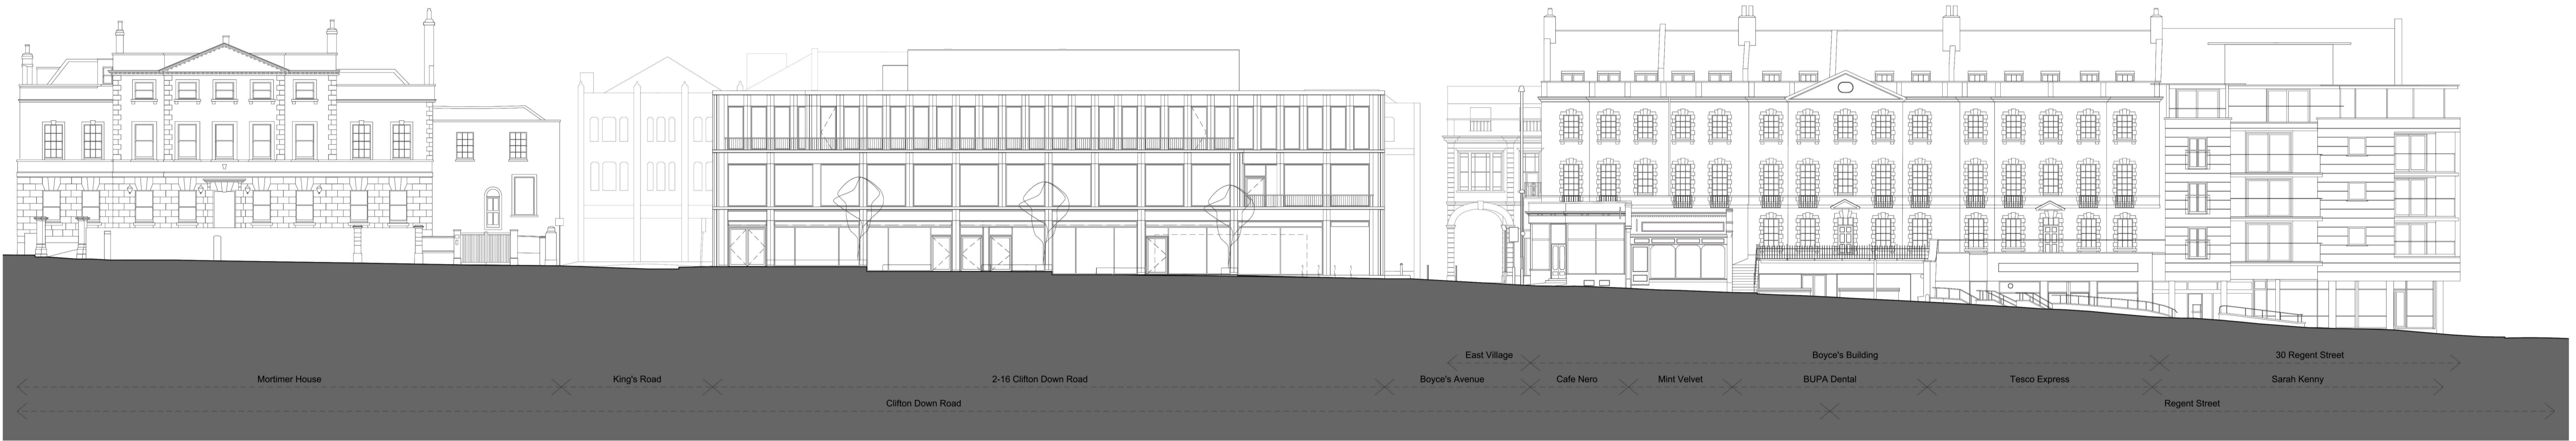 East Village
Boyce's Building
30 Regent Street
Mortimer House
King's Road
2-16 Clifton Down Road
Boyce's Avenue
Cafe Nero
Mint Velvet
BUPA Dental
Tesco Express
Sarah Kenny
Clifton Down Road
Regent Street